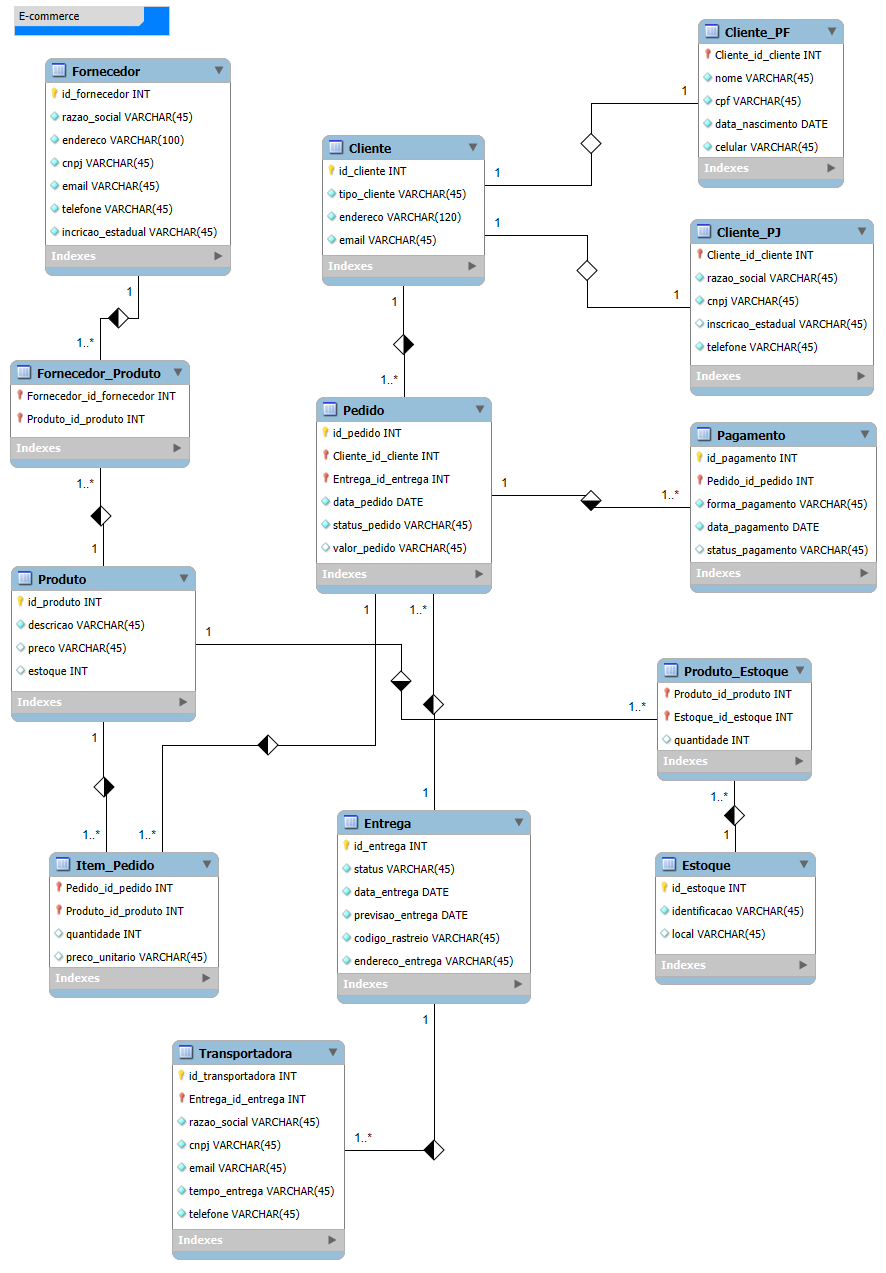 E-commerce
Fornecedor
id_fornecedor INT
razao_social VARCHAR(45)
endereco VARCHAR(100)
cnpj VARCHAR(45)
email VARCHAR(45)
telefone VARCHAR(45)
incricao_estadual VARCHAR(45)
Indexes
Cliente
id_cliente INT
tipo_cliente VARCHAR(45)
endereco VARCHAR(120)
email VARCHAR(45)
Indexes
Cliente_PF
Cliente_id_cliente INT
nome VARCHAR(45)
cpf VARCHAR(45)
data_nascimento DATE
celular VARCHAR(45)
Indexes
1
1
1
1
Cliente_PJ
Cliente_id_cliente INT
razao_social VARCHAR(45)
cnpj VARCHAR(45)
inscricao_estadual VARCHAR(45)
telefone VARCHAR(45)
Indexes
1
1..*
1
1..*
Fornecedor_Produto
Fornecedor_id_fornecedor INT
Produto_id_produto INT
Indexes
1..*
1
Pedido
id_pedido INT
Cliente_id_cliente INT
Entrega_id_entrega INT
data_pedido DATE
status_pedido VARCHAR(45)
valor_pedido VARCHAR(45)
Indexes
1
1..*
Pagamento
id_pagamento INT
Pedido_id_pedido INT
forma_pagamento VARCHAR(45)
data_pagamento DATE
status_pagamento VARCHAR(45)
Indexes
Produto
id_produto INT
descricao VARCHAR(45)
preco VARCHAR(45)
estoque INT
Indexes
1
1..*
1
1..*
Produto_Estoque
Produto_id_produto INT
Estoque_id_estoque INT
quantidade INT
Indexes
1
1..*
1..*
1
1..*
1
Item_Pedido
Pedido_id_pedido INT
Produto_id_produto INT
quantidade INT
preco_unitario VARCHAR(45)
Indexes
Entrega
id_entrega INT
status VARCHAR(45)
data_entrega DATE
previsao_entrega DATE
codigo_rastreio VARCHAR(45)
endereco_entrega VARCHAR(45)
Indexes
Estoque
id_estoque INT
identificacao VARCHAR(45)
local VARCHAR(45)
Indexes
1
1..*
Transportadora
id_transportadora INT
Entrega_id_entrega INT
razao_social VARCHAR(45)
cnpj VARCHAR(45)
email VARCHAR(45)
tempo_entrega VARCHAR(45)
telefone VARCHAR(45)
Indexes